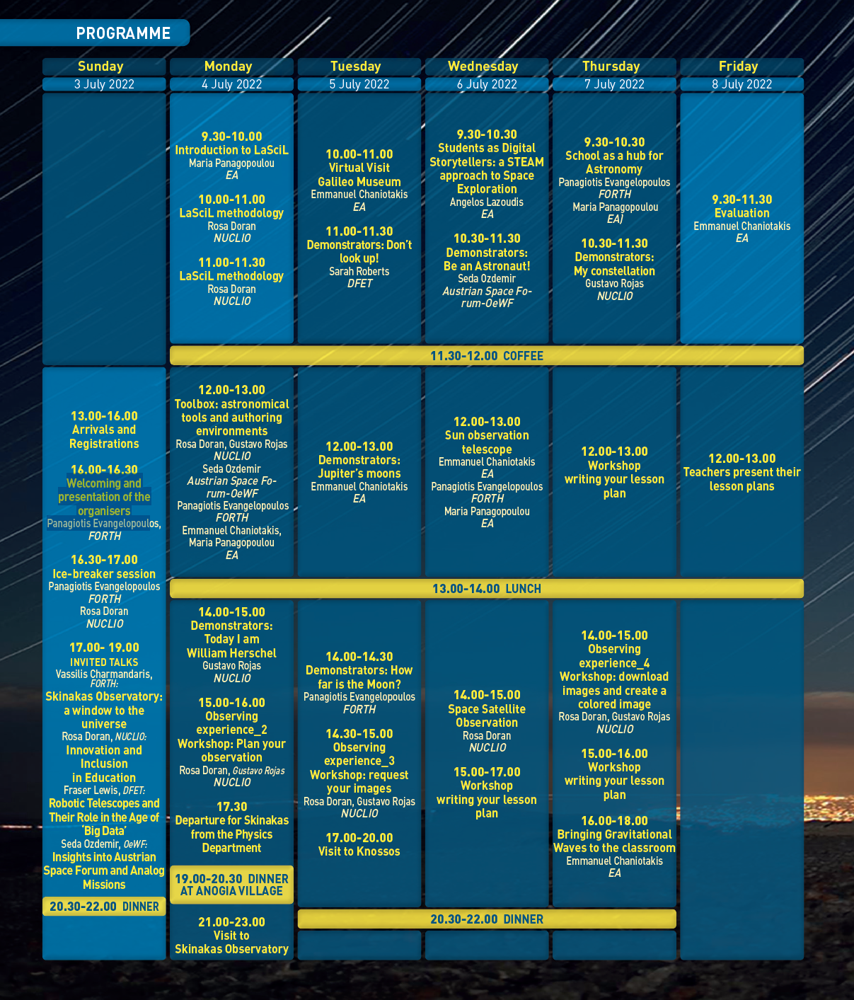 PROGRAMME
Sunday
3 July 2022
13.00-16.00
Arrivals and
Registrations
16.00-16.30
Welcoming and
presentation of the
organisers
Panagiotis Evangelopoulos,
FORTH
16.30-17.00
Ice-breaker session
Panagiotis Evangelopoulos
FORTH
Rosa Doran
NUCLIO
17.00- 19.00
INVITED TALKS
Vassilis Charmandaris,
FORTH:
Skinakas Observatory:
a window to the
universe
Rosa Doran, NUCLIO:
Innovation and
Inclusion
in Education
Fraser Lewis, DFET:
Robotic Telescopes and
Their Role in the Age of
‘Big Data’
Seda Ozdemir, OeWF:
Insights into Austrian
Space Forum and Analog
Missions
20.30-22.00 DINNER
Monday
4 July 2022
9.30-10.00
Introduction to LaSciL
Maria Panagopoulou
EA
10.00-11.00
LaSciL methodology
Rosa Doran
NUCLIO
11.00-11.30
LaSciL methodology
Rosa Doran
NUCLIO
11.30-12.00 COFFEE
12.00-13.00
Toolbox: astronomical
tools and authoring
environments
Rosa Doran, Gustavo Rojas
NUCLIO
Seda Ozdemir
Austrian Space Fo-
rum-OeWF
Panagiotis Evangelopoulos
FORTH
Emmanuel Chaniotakis,
Maria Panagopoulou
EA
13.00-14.00 LUNCH
14.00-15.00
Demonstrators:
Today I am
William Herschel
Gustavo Rojas
NUCLIO
15.00-16.00
Observing
experience_2
Workshop: Plan your
observation
Rosa Doran, Gustavo Rojas
NUCLIO
17.30
Departure for Skinakas
from the Physics
Department
19.00-20.30 DINNER
AT ANOGIA VILLAGE
21.00-23.00
Visit to
Skinakas Observatory
Tuesday
5 July 2022
10.00-11.00
Virtual Visit
Galileo Museum
Emmanuel Chaniotakis
EA
11.00-11.30
Demonstrators: Don’t
look up!
Sarah Roberts
DFET
12.00-13.00
Demonstrators:
Jupiter’s moons
Emmanuel Chaniotakis
EA
14.00-14.30
Demonstrators: How
far is the Moon?
Panagiotis Evangelopoulos
FORTH
14.30-15.00
Observing
experience_3
Workshop: request
your images
Rosa Doran, Gustavo Rojas
NUCLIO
17.00-20.00
Visit to Knossos
20.30-22.00 DINNER
Wednesday
6 July 2022
9.30-10.30
Students as Digital
Storytellers: a STEAM
approach to Space
Exploration
Angelos Lazoudis
EA
10.30-11.30
Demonstrators:
Be an Astronaut!
Seda Ozdemir
Austrian Space Fo-
rum-OeWF
12.00-13.00
Sun observation
telescope
Emmanuel Chaniotakis
EA
Panagiotis Evangelopoulos
FORTH
Maria Panagopoulou
EA
14.00-15.00
Space Satellite
Observation
Rosa Doran
NUCLIO
15.00-17.00
Workshop
writing your lesson
plan
Thursday
7 July 2022
9.30-10.30
School as a hub for
Astronomy
Panagiotis Evangelopoulos
FORTH
Maria Panagopoulou
EA)
10.30-11.30
Demonstrators:
My constellation
Gustavo Rojas
NUCLIO
12.00-13.00
Workshop
writing your lesson
plan
14.00-15.00
Observing
experience_4
Workshop: download
images and create a
colored image
Rosa Doran, Gustavo Rojas
NUCLIO
15.00-16.00
Workshop
writing your lesson
plan
16.00-18.00
Bringing Gravitational
Waves to the classroom
Emmanuel Chaniotakis
EA
Friday
8 July 2022
9.30-11.30
Evaluation
Emmanuel Chaniotakis
EA
12.00-13.00
Teachers present their
lesson plans